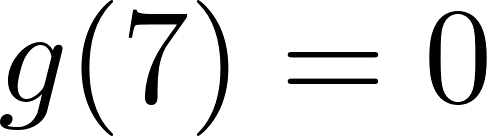 g(7) = 0